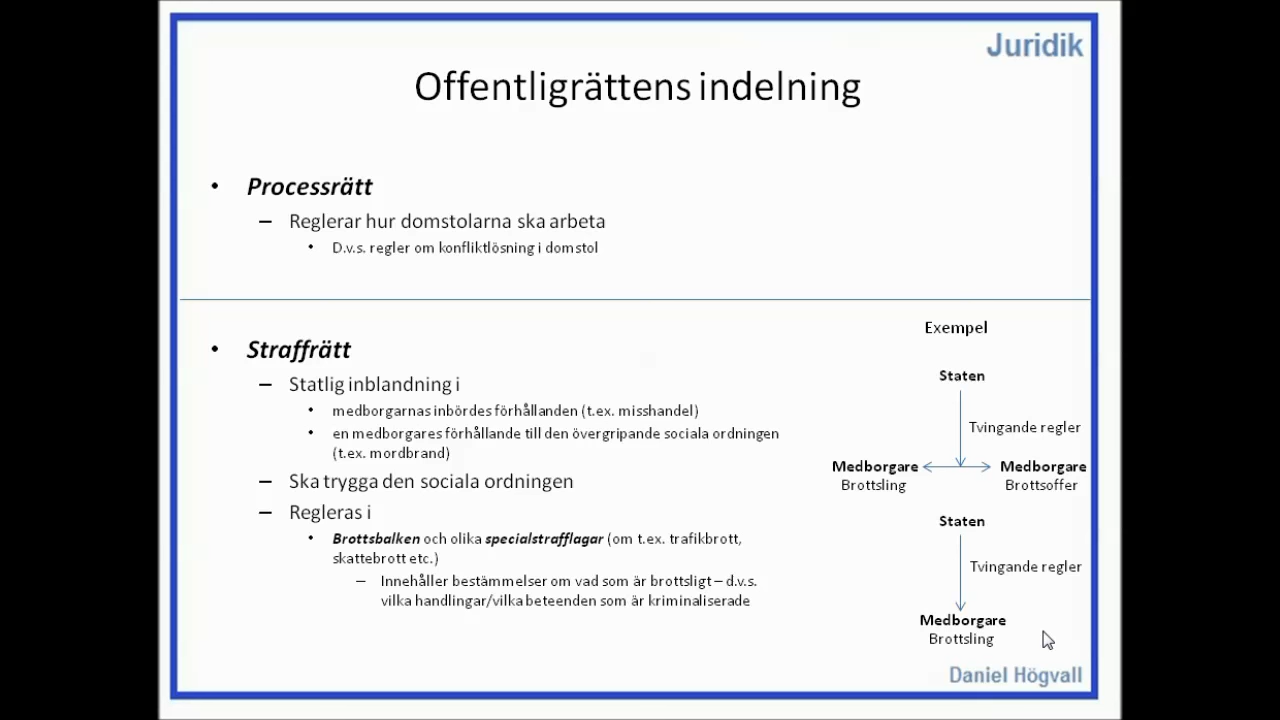 Juridik
Offentligrättens indelning
• Processrätt
– Reglerar hur domstolarna ska arbeta
• D.v.s. regler om konfliktlösning i domstol
• Straffrätt
– Statlig inblandning i
• medborgarnas inbördes förhållanden (t.ex. misshandel)
• en medborgares förhållande till den övergripande sociala ordningen
(t.ex. mordbrand)
– Ska trygga den sociala ordningen
– Regleras i
• Brottsbalken och olika specialstrafflagar (om t.ex. trafikbrott,
skattebrott etc.)
– Innehåller bestämmelser om vad som är brottsligt – d.v.s.
vilka handlingar/vilka beteenden som är kriminaliserade
Exempel
Staten
Tvingande regler
Medborgare Medborgare
Brottsling Brottsoffer
Staten
Tvingande regler
Medborgare
Brottsling
Daniel Högvall